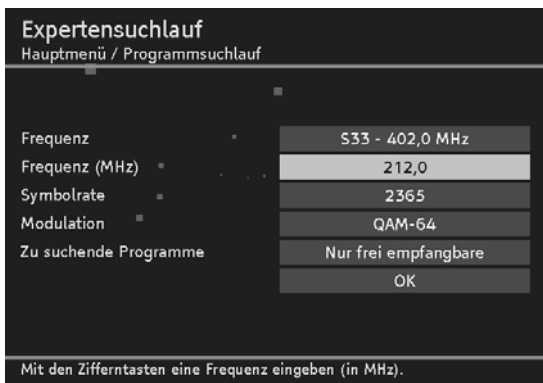 Expertensuchlauf
Hauptmenü / Programmsuchlauf
Frequenz S33 - 402,0 MHz
Frequenz (MHz) 212,0
Symbolrate 2365
Modulation QAM-64
Zu suchende Programme Nur frei empfangbare
OK
Mit den Zifferntasten eine Frequenz eingeben (in MHz).